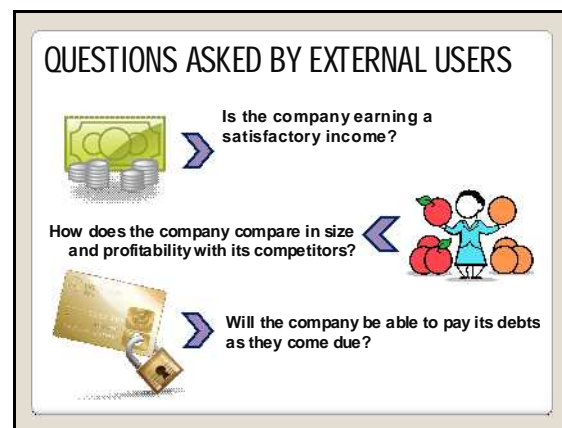 QUESTIONS ASKED BY EXTERNAL USERS
Is the company earning a
satisfactory income?
How does the company compare in size
and profitability with its competitors?
Will the company be able to pay its debts
as they come due?